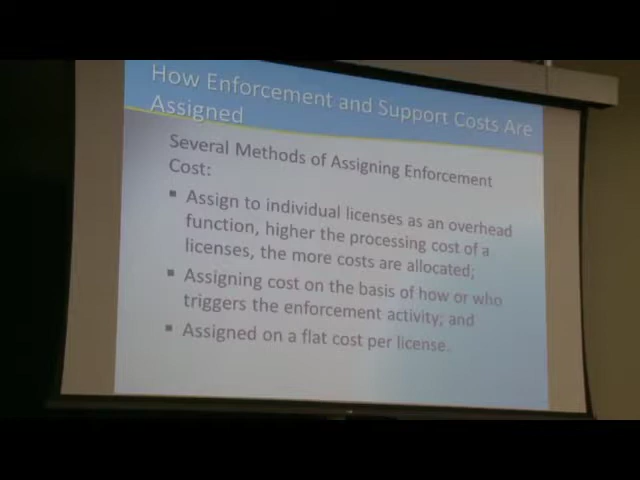 How Enforcement and Support Costs Are
Assigned
Several Methods of Assigning Enforcement
Cost:
▪ Assign to individual licenses as an overhead
function, higher the processing cost of a
licenses, the more costs are allocated;
▪ Assigning cost on the basis of how or who
triggers the enforcement activity; and
▪ Assigned on a flat cost per license.